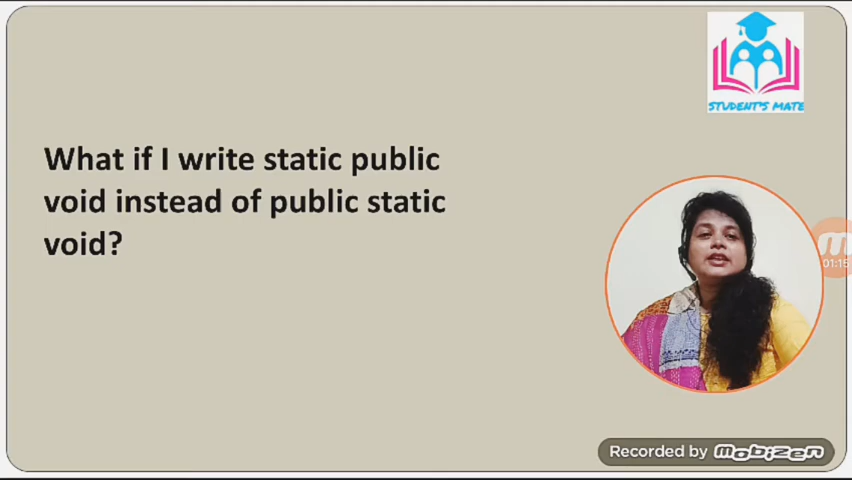 STUDENT'S MATE
What if I write static public
void instead of public static
void?
01:15
Recorded by mobizen